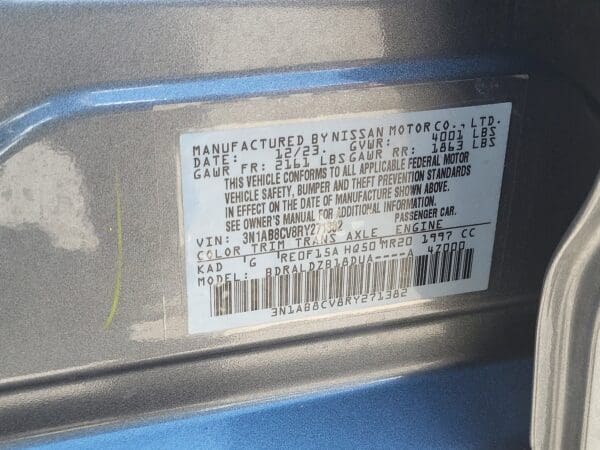 MANUFACTURED BY NISSAN MOTOR CO., LTD.
DATE: 12/23. GVWR: 4001 LBS
GAWR FR: 2161 LBS GAWR RR: 1863 LBS
THIS VEHICLE CONFORMS TO ALL APPLICABLE FEDERAL MOTOR
VEHICLE SAFETY, BUMPER AND THEFT PREVENTION STANDARDS
IN EFFECT ON THE DATE OF MANUFACTURE SHOWN ABOVE.
SEE OWNER'S MANUAL FOR ADDITIONAL INFORMATION.
VIN: 3N1AB8CV8RY271382 PASSENGER CAR.
COLOR TRIM TRANS AXLE ENGINE
KAD G RE0F15A HQ50 MR20 1997 CC
MODEL: BDRALDZB18DUA----A 47000
3N1AB8CV8RY271382